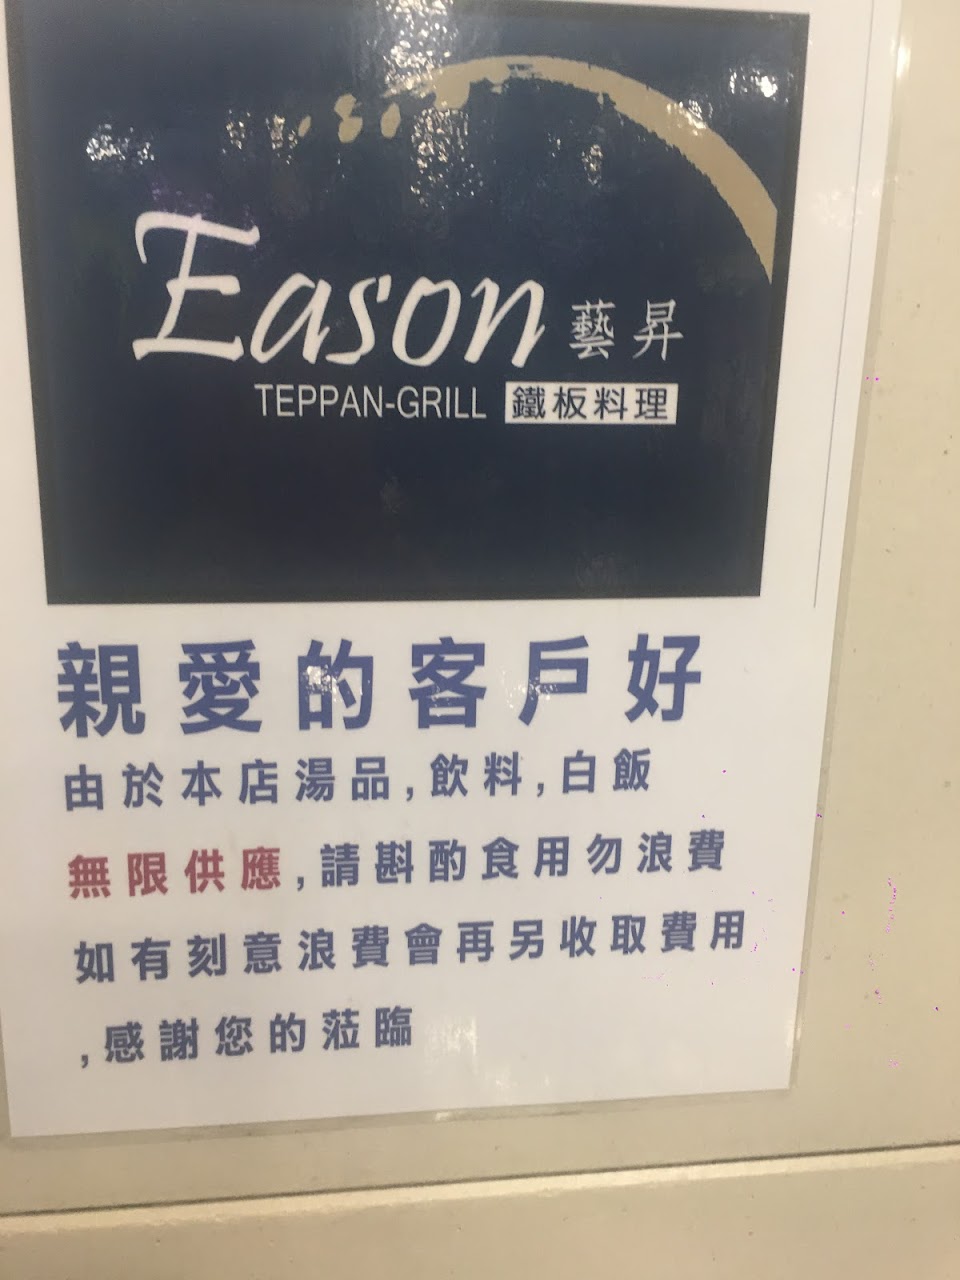 Eason 藝昇
TEPPAN-GRILL 鐵板料理
親愛的客戶好
由於本店湯品,飲料,白飯
無限供應,請斟酌食用勿浪費
如有刻意浪費會再另收取費用
,感謝您的蒞臨